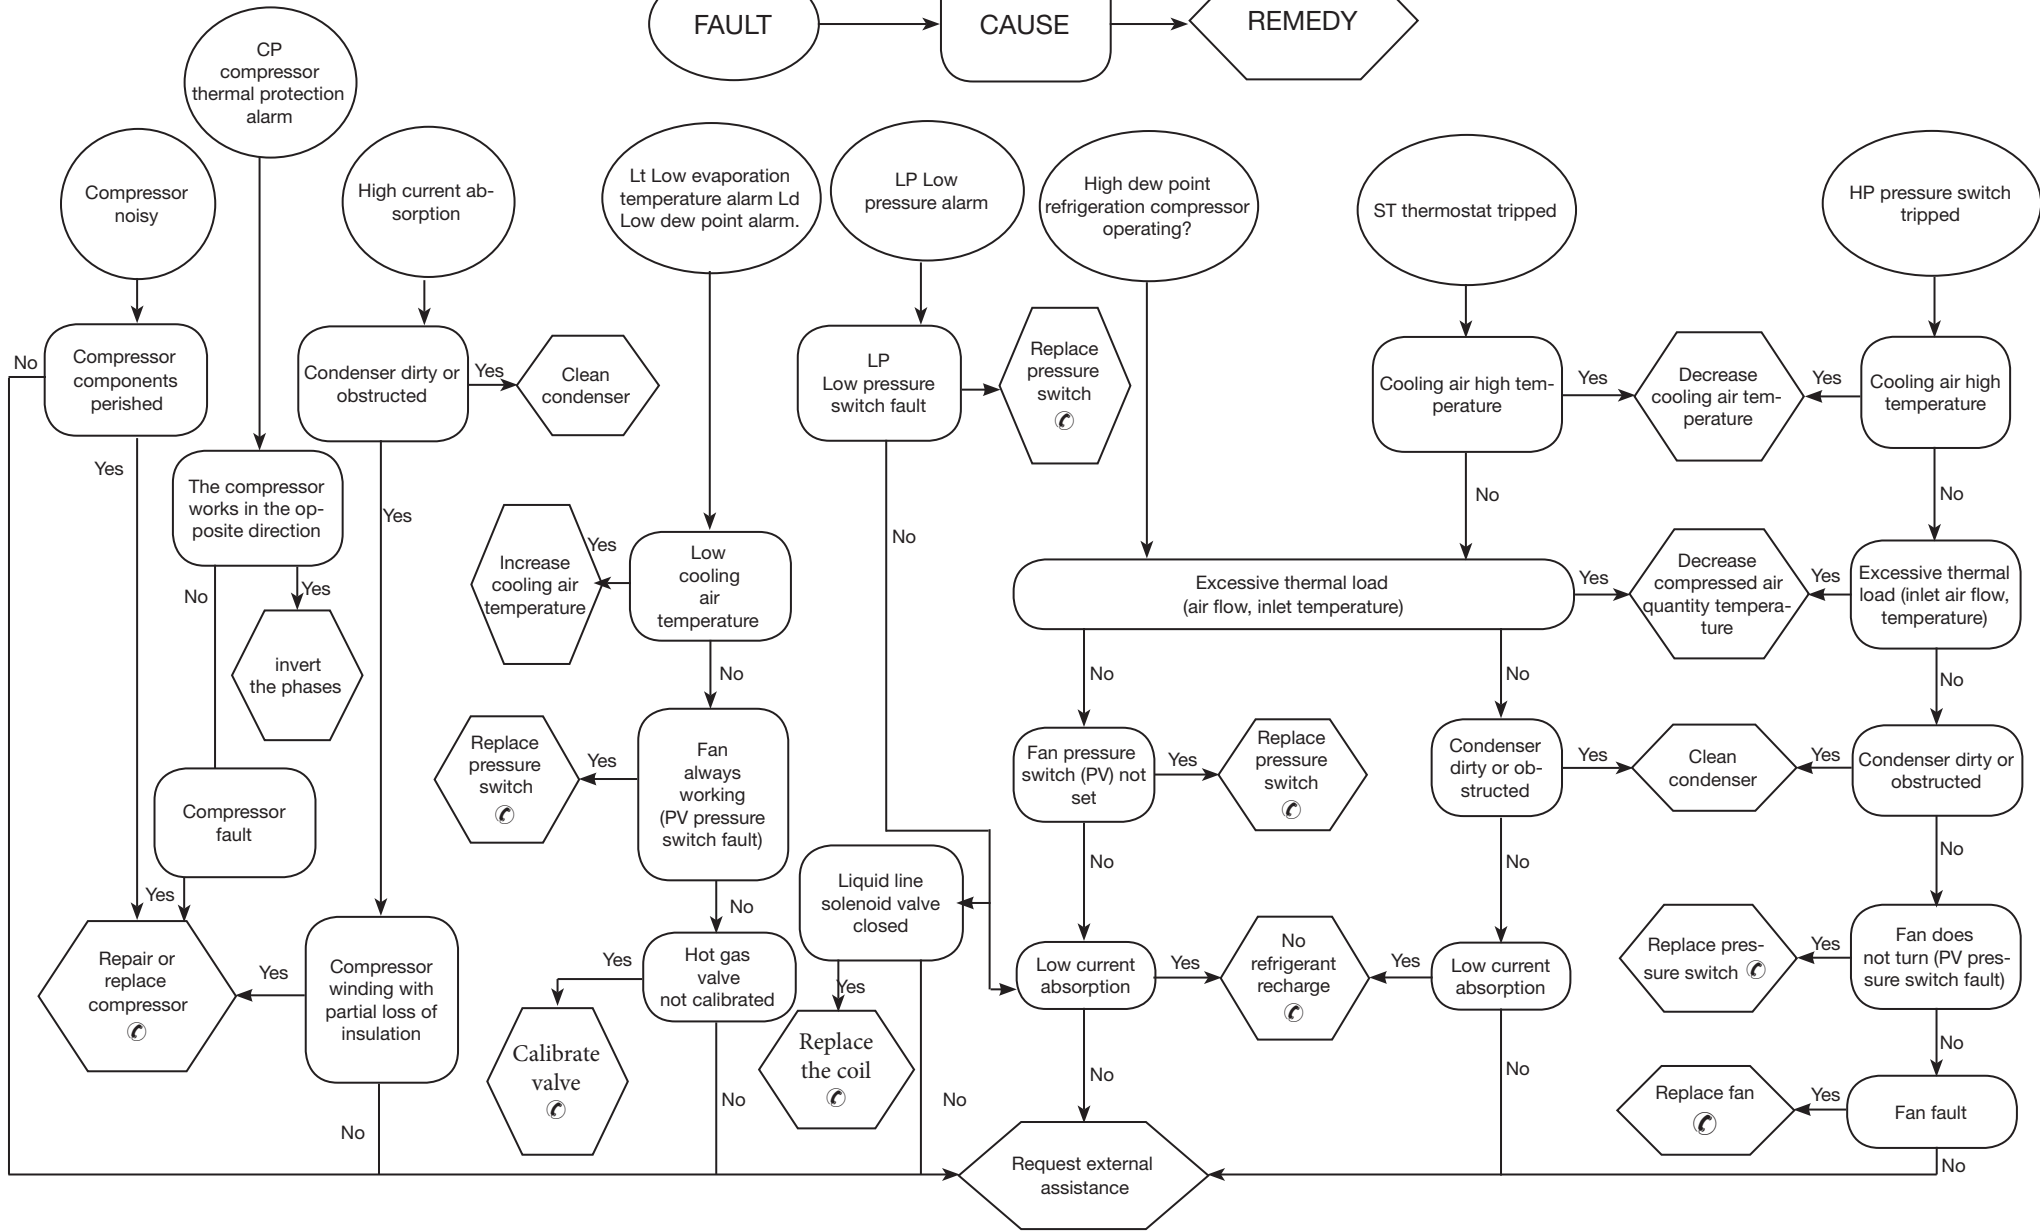 FAULT
CAUSE
REMEDY
CP
compressor
thermal protection
alarm
Compressor
noisy
High current ab-
sorption
Lt Low evaporation
temperature alarm Ld
Low dew point alarm.
LP Low
pressure alarm
High dew point
refrigeration compressor
operating?
ST thermostat tripped
HP pressure switch
tripped
No
Compressor
components
perished
Yes
Condenser dirty or
obstructed
Yes
Clean
condenser
LP
Low pressure
switch fault
Replace
pressure
switch
Cooling air high tem-
perature
Yes
Decrease
cooling air tem-
perature
Yes
Cooling air high
temperature
The compressor
works in the op-
posite direction
Yes
No
No
No
No
Yes
invert
the phases
Increase
cooling air
temperature
Yes
Low
cooling
air
temperature
Excessive thermal load
(air flow, inlet temperature)
Yes
Decrease
compressed air
quantity tempera-
ture
Yes
Excessive thermal
load (inlet air flow,
temperature)
No
No
No
No
Replace
pressure
switch
Yes
Fan
always
working
(PV pressure
switch fault)
Fan pressure
switch (PV) not
set
Yes
Replace
pressure
switch
Condenser
dirty or ob-
structed
Yes
Clean
condenser
Yes
Condenser dirty or
obstructed
Compressor
fault
Yes
No
No
No
No
Liquid line
solenoid valve
closed
Repair or
replace
compressor
Yes
Compressor
winding with
partial loss of
insulation
Yes
Hot gas
valve
not calibrated
Yes
Low current
absorption
Yes
No
refrigerant
recharge
Yes
Low current
absorption
Replace pres-
sure switch
Yes
Fan does
not turn (PV pres-
sure switch fault)
Calibrate
valve
Replace
the coil
No
No
No
No
No
No
Replace fan
Yes
Fan fault
No
Request external
assistance